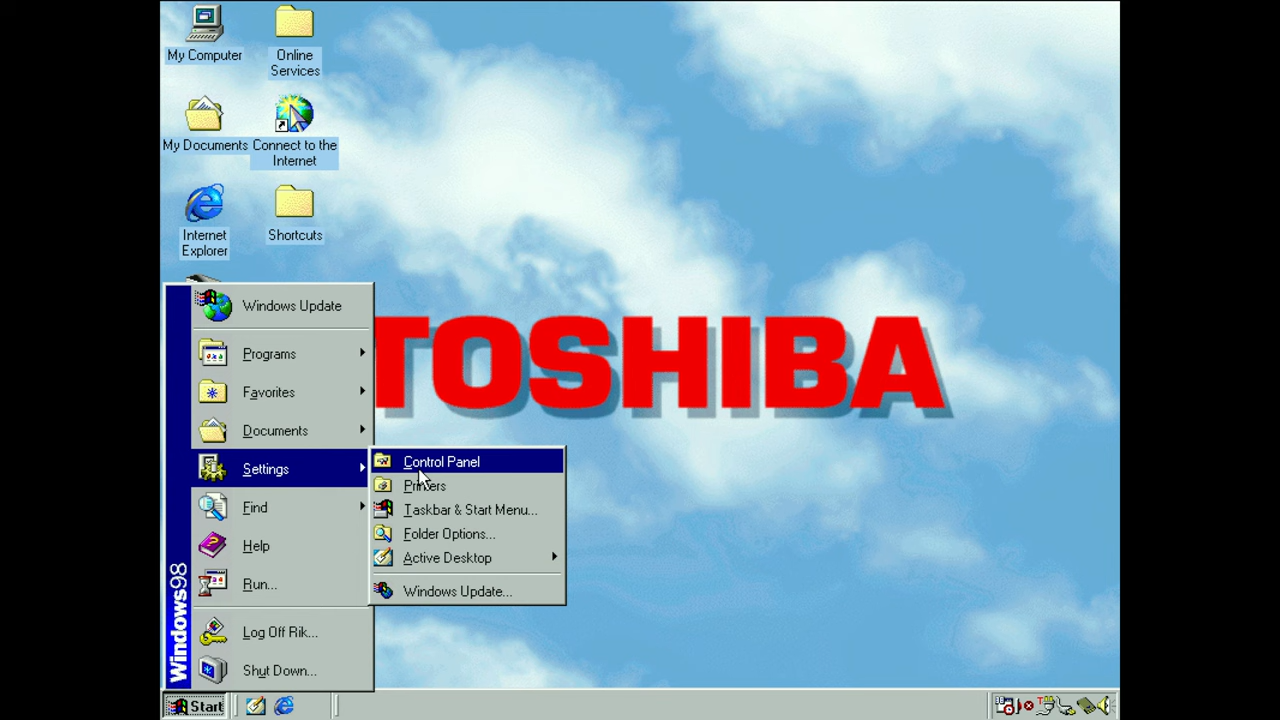 My Computer
Online
Services
My Documents
Connect to the
Internet
Internet
Explorer
Shortcuts
TOSHIBA
Windows Update
Programs
Favorites
Documents
Settings
Find
Help
Run...
Log Off Rik...
Shut Down...
Windows98
Control Panel
Printers
Taskbar & Start Menu...
Folder Options...
Active Desktop
Windows Update...
Start